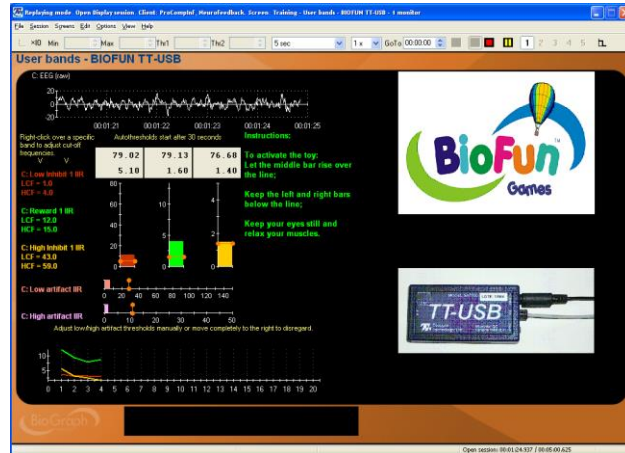 Replaying mode Open Display session Client: ProCompInf, Neurofeedback. Screen: Training - User bands - BIOFUN TT-USB - 1 monitor
File Session Screens Edit Options View Help
×10 Min Max Thr1 Thr2 5 sec 1 x GoTo 00:00:00 1 2 3 4 5
User bands - BIOFUN TT-USB
C: EEG (raw)
20
0
-20
00:01:21 00:01:22 00:01:23 00:01:24 00:01:25
Right-click over a specific
band to adjust cut-off
frequencies.
V V
Autothresholds start after 30 seconds
79.02 79.13 76.68
5.10 1.60 1.40
C: Low Inhibit 1 IIR
LCF = 1.0
HCF = 4.0
C: Reward 1 IIR
LCF = 12.0
HCF = 15.0
C: High Inhibit 1 IIR
LCF = 43.0
HCF = 59.0
80
60
40
20
0
10
5
0
4
2
0
Instructions:
To activate the toy:
Let the middle bar rise over
the line;
Keep the left and right bars
below the line;
Keep your eyes still and
relax your muscles.
C: Low artifact IIR
0 20 40 60 80 100 120 140
C: High artifact IIR
0 10 20 30 40 50
Adjust low/high artifact thresholds manually or move completely to the right to disregard.
10
5
0 1 2 3 4 5 6 7 8 9 10 11 12 13 14 15 16 17 18 19 20
BioFun
Games
TT-USB
BioGraph
Open session: 00:01:24.937 / 00:05:00.625